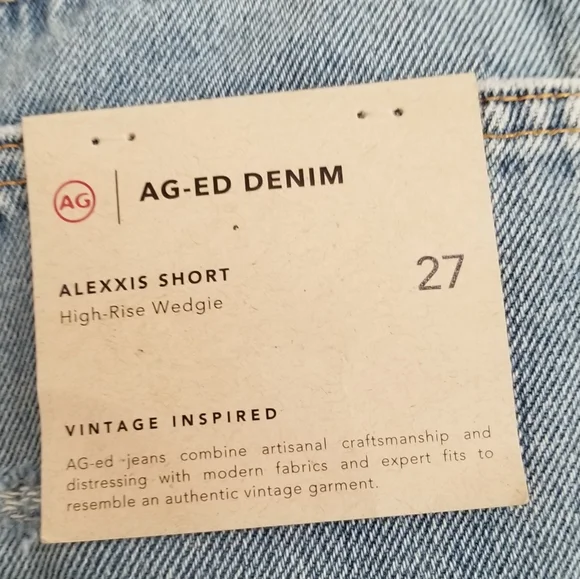 AG | AG-ED DENIM
ALEXXIS SHORT
27
High-Rise Wedgie
VINTAGE INSPIRED
AG-ed jeans combine artisanal craftsmanship and
distressing with modern fabrics and expert fits to
resemble an authentic vintage garment.